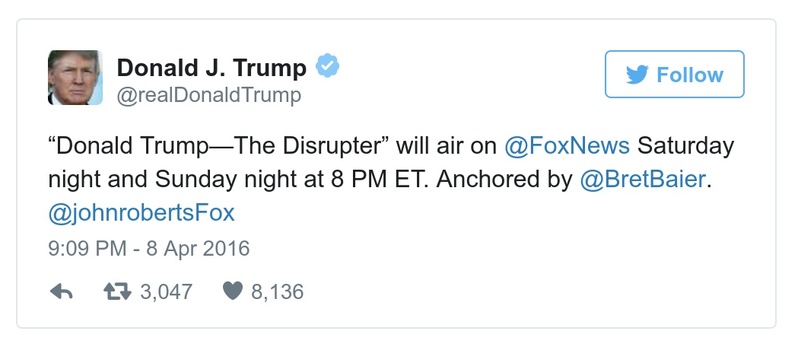 Donald J. Trump
Follow
@realDonaldTrump
“Donald Trump—The Disrupter” will air on @FoxNews Saturday
night and Sunday night at 8 PM ET. Anchored by @BretBaier.
@johnrobertsFox
9:09 PM - 8 Apr 2016
3,047 8,136